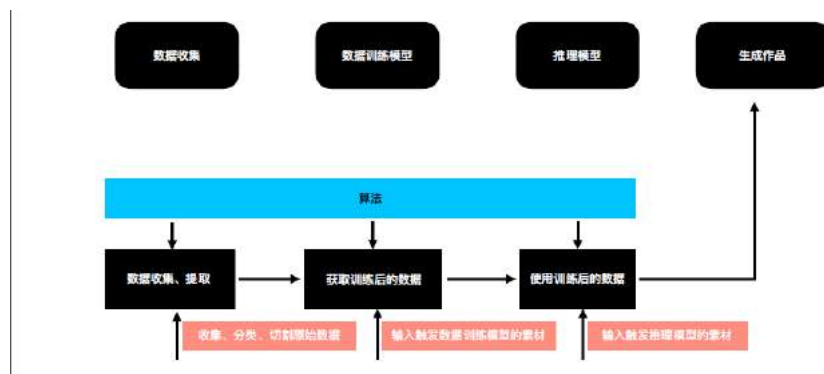 数据收集
数据训练模型
推理模型
生成作品
算法
数据收集、提取
获取训练后的数据
使用训练后的数据
收集、分类、切割原始数据
输入触发数据训练模型的素材
输入触发推理模型的素材